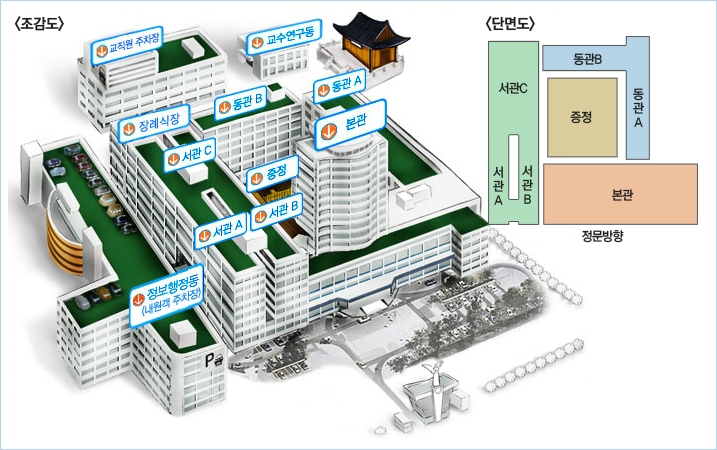 <조감도>
<단면도>
교직원 주차장
교수연구동
동관 B
동관 A
장례식장
본관
서관 C
중정
서관 A
서관 B
정보행정동
(내원객 주차장)
P
서관C
동관B
동관A
중정
서관A
서관B
본관
정문방향